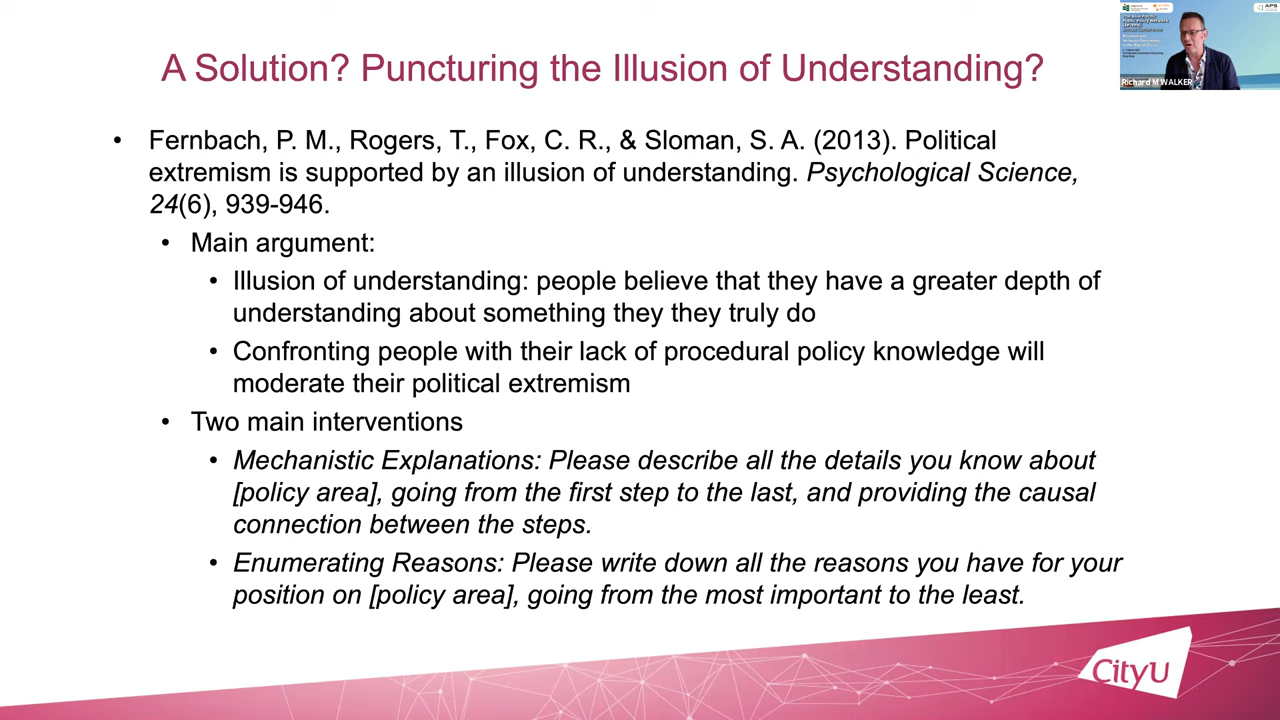 A Solution? Puncturing the Illusion of Understanding?
Richard M.WALKER
• Fernbach, P. M., Rogers, T., Fox, C. R., & Sloman, S. A. (2013). Political
extremism is supported by an illusion of understanding. Psychological Science,
24(6), 939-946.
• Main argument:
• Illusion of understanding: people believe that they have a greater depth of
understanding about something they they truly do
• Confronting people with their lack of procedural policy knowledge will
moderate their political extremism
• Two main interventions
• Mechanistic Explanations: Please describe all the details you know about
[policy area], going from the first step to the last, and providing the causal
connection between the steps.
• Enumerating Reasons: Please write down all the reasons you have for your
position on [policy area], going from the most important to the least.
CityU